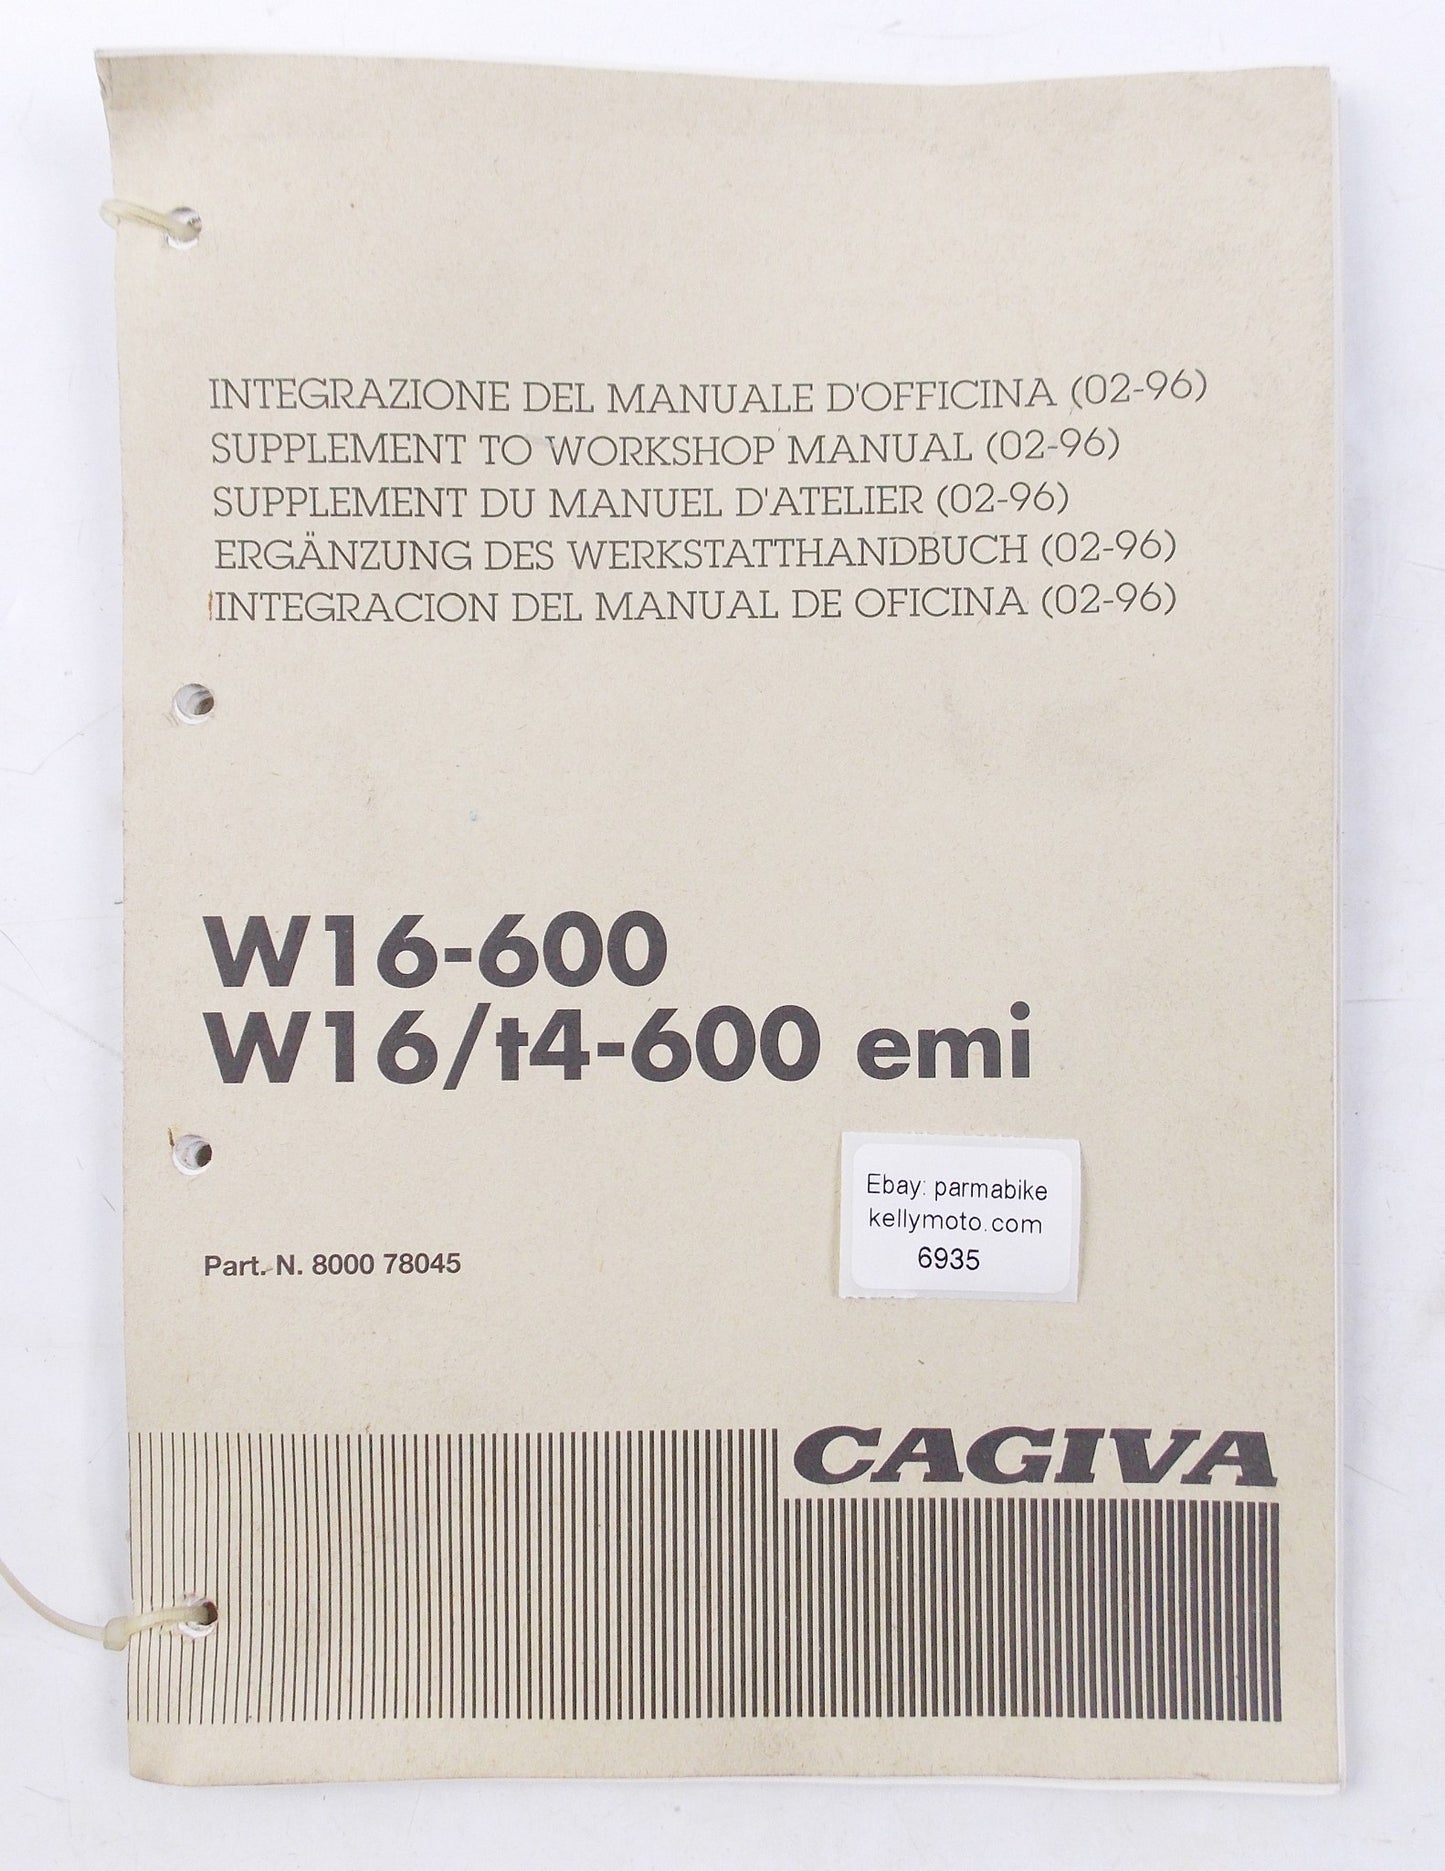 INTEGRAZIONE DEL MANUALE D'OFFICINA (02-96)
SUPPLEMENT TO WORKSHOP MANUAL (02-96)
SUPPLEMENT DU MANUEL D'ATELIER (02-96)
ERGÄNZUNG DES WERKSTATTHANDBUCH (02-96)
INTEGRACION DEL MANUAL DE OFICINA (02-96)
W16-600
W16/t4-600 emi
Ebay: parmabike
kellymoto.com
6935
Part. N. 8000 78045
CAGIVA